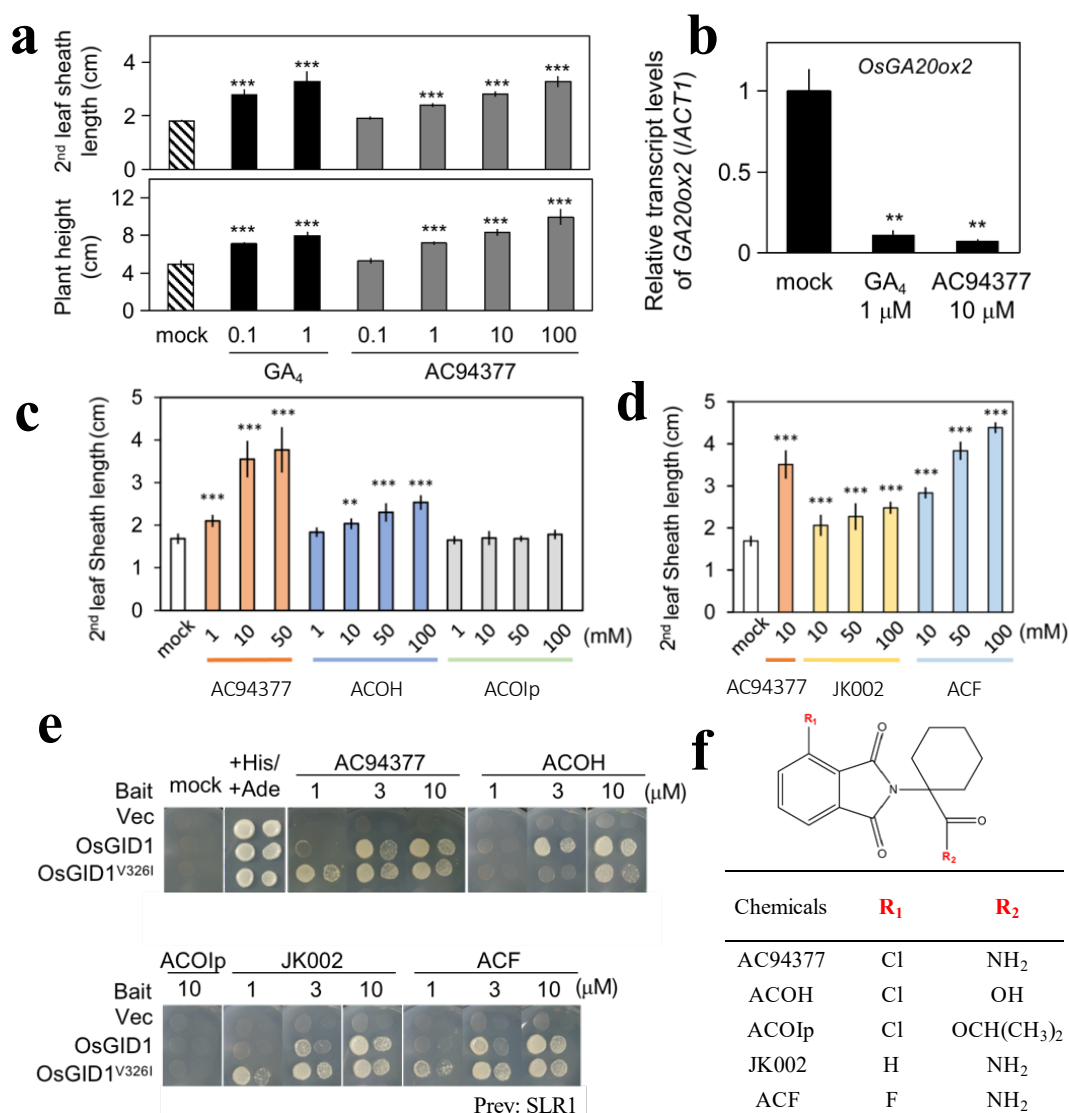 a
2nd leaf sheath
length (cm)
4
2
0
*** *** *** *** ***
Plant height
(cm)
12
8
4
0
*** *** *** *** ***
mock 0.1 1 0.1 1 10 100
GA4 AC94377
b
Relative transcript levels
of GA20ox2 (/ACT1)
OsGA20ox2
1
0.5
0
** **
mock GA4 AC94377
1 μM 10 μM
c
2nd leaf Sheath length (cm)
5
4
3
2
1
0
*** *** *** ** *** ***
mock 1 10 50 1 10 50 100 1 10 50 100 (mM)
AC94377 ACOH ACOIp
d
2nd leaf Sheath length (cm)
5
4
3
2
1
0
*** *** *** *** *** *** ***
mock 10 10 50 100 10 50 100 (mM)
AC94377 JK002 ACF
e
mock +His/ AC94377 ACOH
+Ade
Bait 1 3 10 1 3 10 (μM)
Vec
OsGID1
OsGID1V326I
ACOIp JK002 ACF
Bait 10 1 3 10 1 3 10 (μM)
Vec
OsGID1
OsGID1V326I
Prev: SLR1
f
R1
O
N
O
O
R2
Chemicals R1 R2
AC94377 Cl NH2
ACOH Cl OH
ACOIp Cl OCH(CH3)2
JK002 H NH2
ACF F NH2